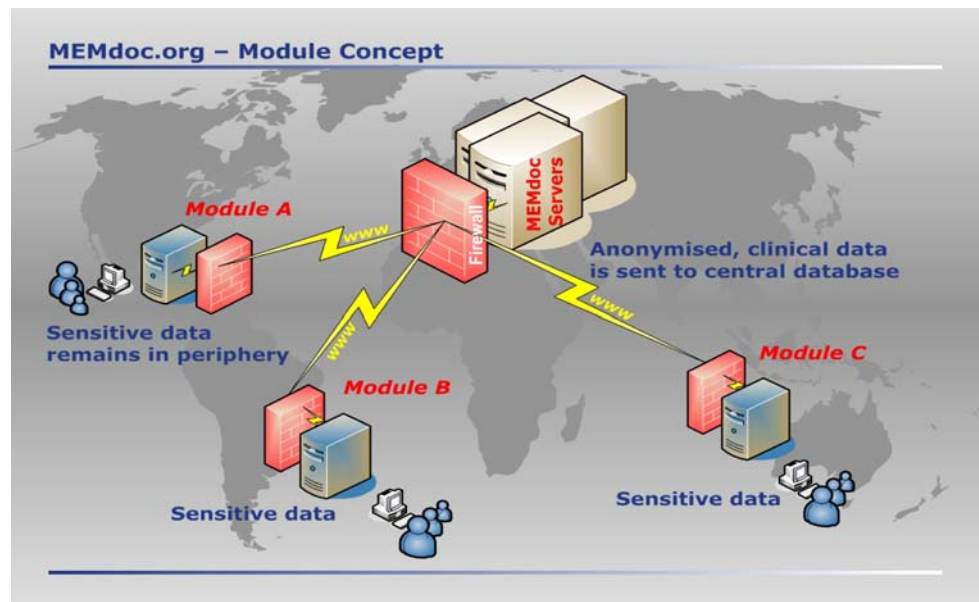 MEMdoc.org – Module Concept
MEMdoc
Servers
Firewall
Module A
www
Anonymised, clinical data
is sent to central database
www
Sensitive data
remains in periphery
www
Module C
Module B
Sensitive data
Sensitive data